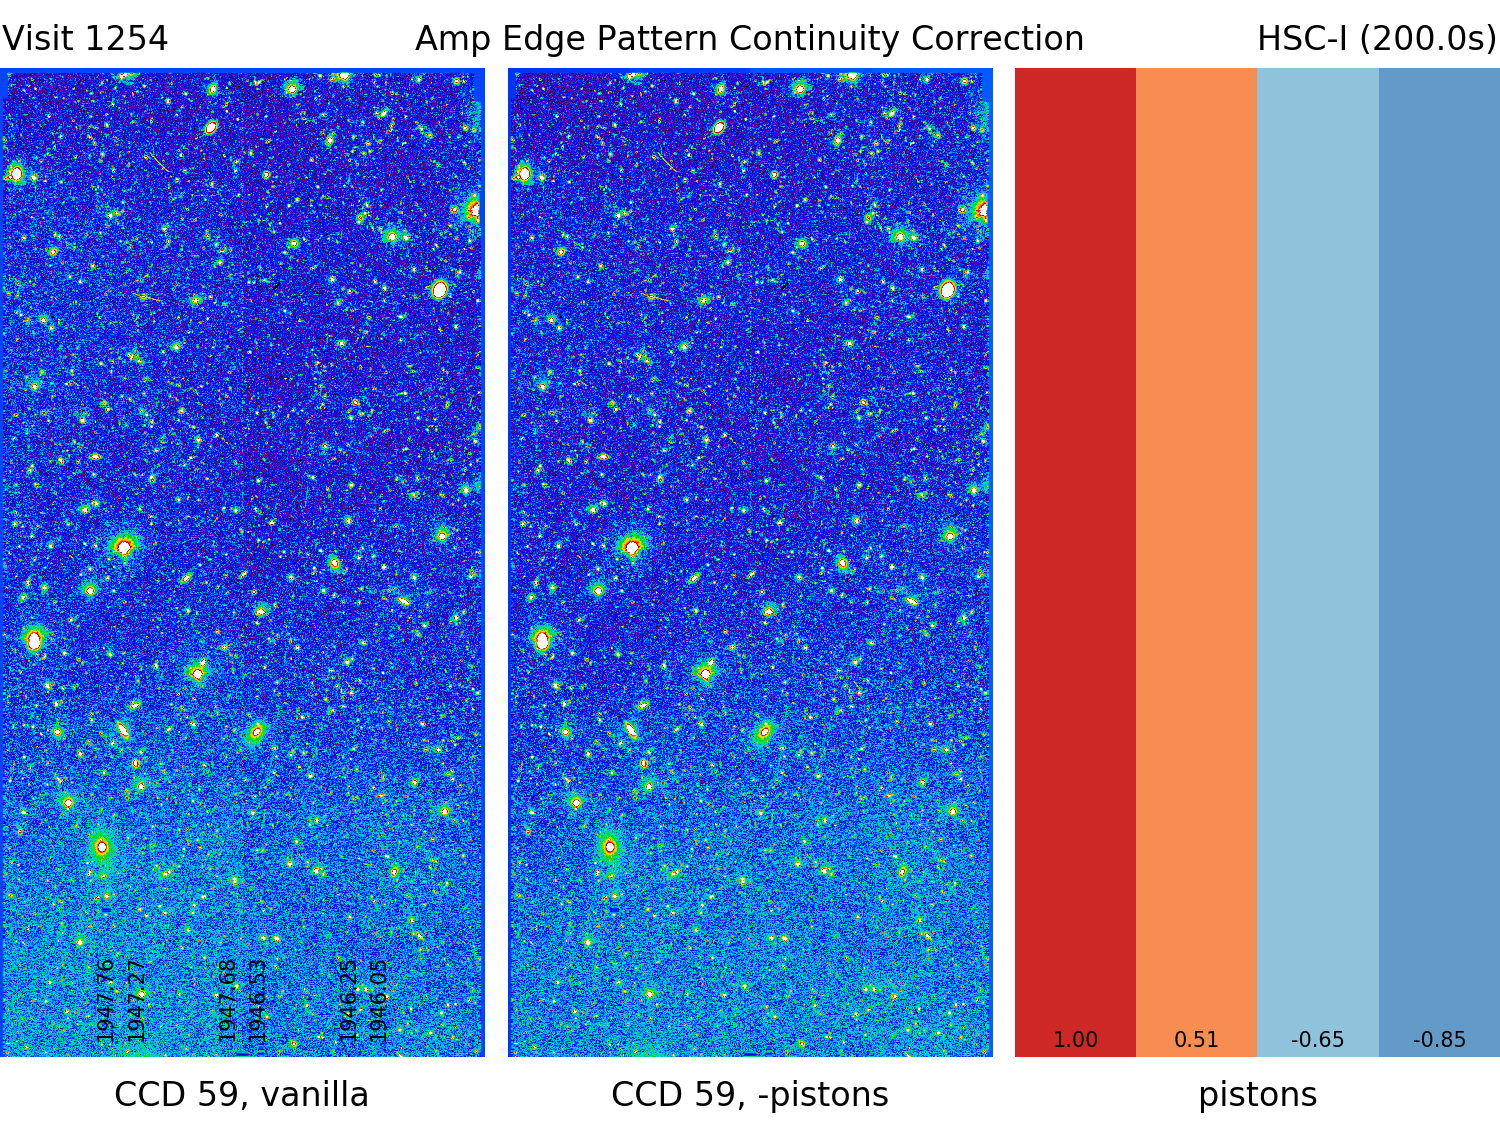 Visit 1254
Amp Edge Pattern Continuity Correction
HSC-I (200.0s)
1947.76
1947.27
1947.68
1946.53
1946.25
1946.05
1.00
0.51
-0.65
-0.85
CCD 59, vanilla
CCD 59, -pistons
pistons